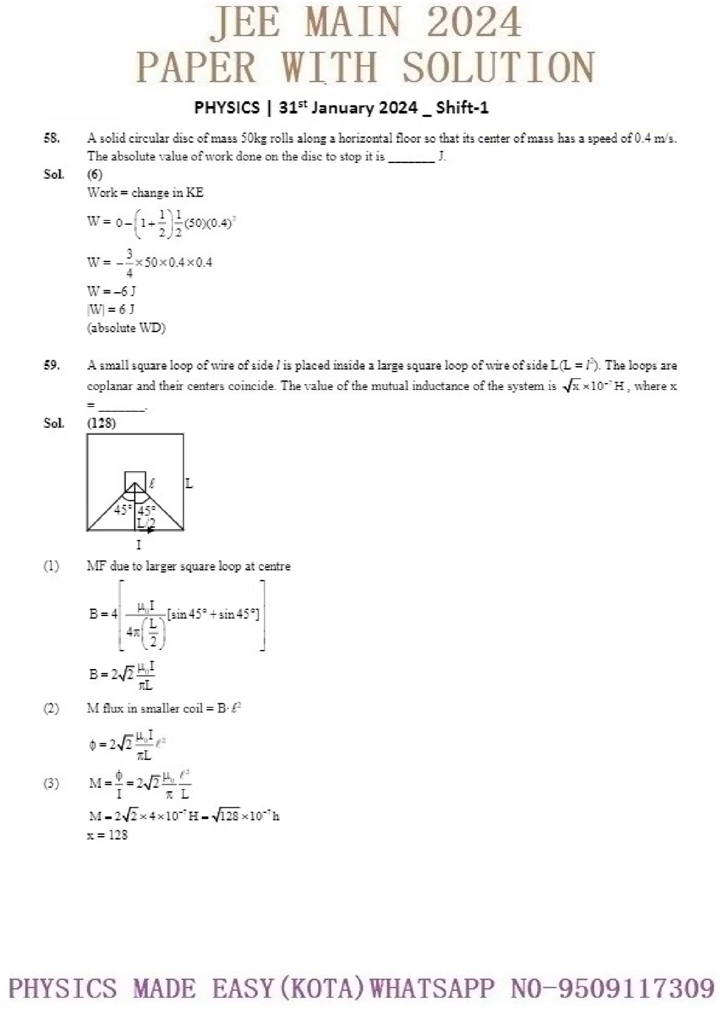 JEE MAIN 2024
PAPER WITH SOLUTION
PHYSICS | 31st January 2024 _ Shift-1
58. A solid circular disc of mass 50kg rolls along a horizontal floor so that its center of mass has a speed of 0.4 m/s.
The absolute value of work done on the disc to stop it is _______ J.
Sol. (6)
Work = change in KE
W = 0-(1+1/2)1/2(50)(0.4)²
W = -3/4×50×0.4×0.4
W = -6 J
|W| = 6 J
(absolute WD)
59. A small square loop of wire of side l is placed inside a large square loop of wire of side L(L = l²). The loops are
coplanar and their centers coincide. The value of the mutual inductance of the system is √x×10⁻⁷ H, where x
= _______.
Sol. (128)
ℓ
L
45° 45°
L/2
I
(1) MF due to larger square loop at centre
B = 4[μ₀I/4π(L/2)[sin 45° + sin 45°]]
B = 2√2 μ₀I/πL
(2) M flux in smaller coil = B·ℓ²
ϕ = 2√2 μ₀I/πL ℓ²
(3) M = ϕ/I = 2√2 μ₀/π ℓ²/L
M = 2√2 × 4×10⁻⁷ H = √128 ×10⁻⁷ h
x = 128
PHYSICS MADE EASY(KOTA)WHATSAPP NO-9509117309